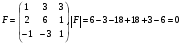 F = ( 1 3 3
2 6 1
-1 -3 1 ) , |F| = 6 – 3 – 18 + 18 + 3 – 6 = 0